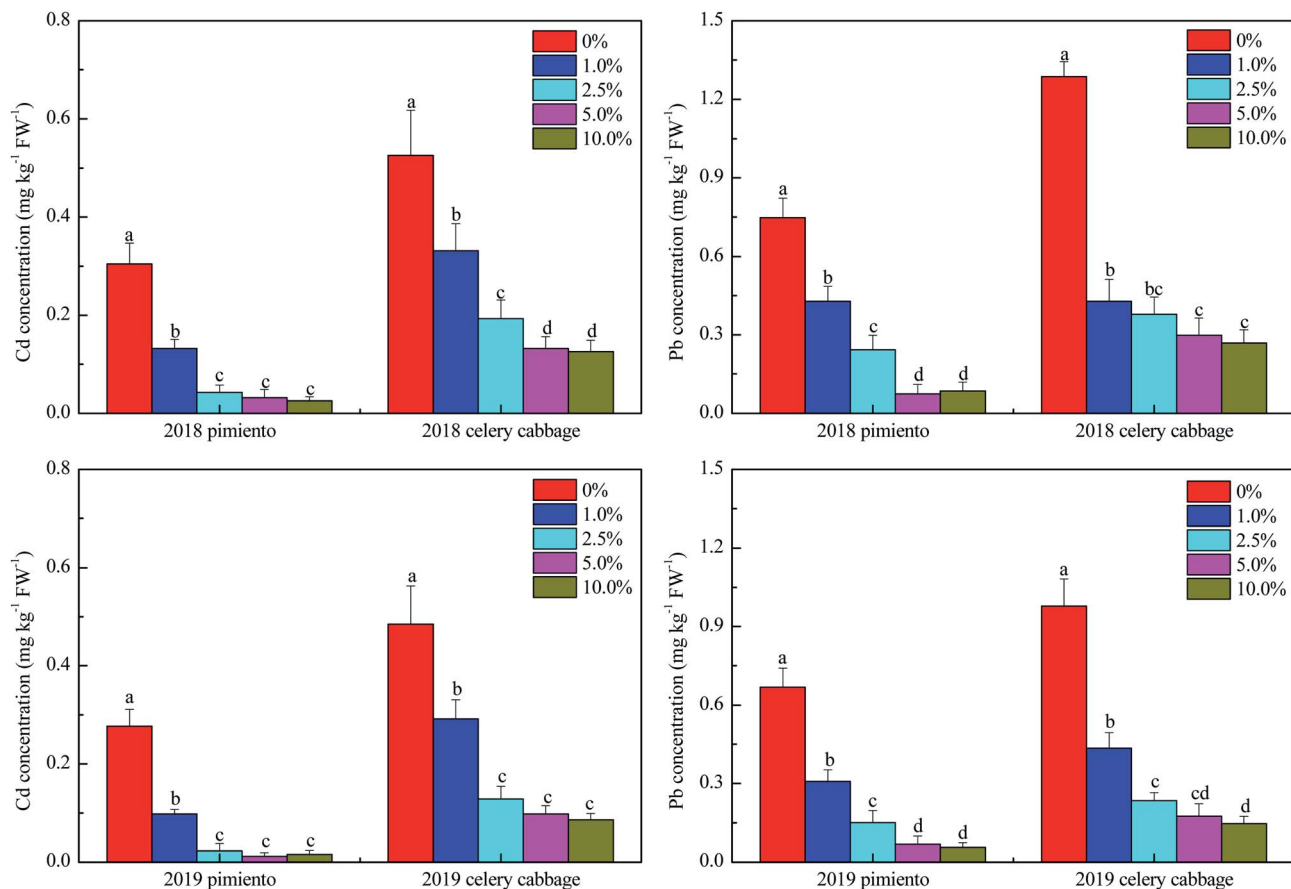 Cd concentration (mg kg⁻¹ FW⁻¹)
0.8
0.6
0.4
0.2
0.0
0%
1.0%
2.5%
5.0%
10.0%
a
b
c
c
c
a
b
c
d
d
2018 pimiento
2018 celery cabbage
Pb concentration (mg kg⁻¹ FW⁻¹)
1.5
1.2
0.9
0.6
0.3
0.0
0%
1.0%
2.5%
5.0%
10.0%
a
b
c
d
d
a
b
bc
c
c
2018 pimiento
2018 celery cabbage
Cd concentration (mg kg⁻¹ FW⁻¹)
0.8
0.6
0.4
0.2
0.0
0%
1.0%
2.5%
5.0%
10.0%
a
b
c
c
c
a
b
c
c
c
2019 pimiento
2019 celery cabbage
Pb concentration (mg kg⁻¹ FW⁻¹)
1.5
1.2
0.9
0.6
0.3
0.0
0%
1.0%
2.5%
5.0%
10.0%
a
b
c
d
d
a
b
c
cd
d
2019 pimiento
2019 celery cabbage